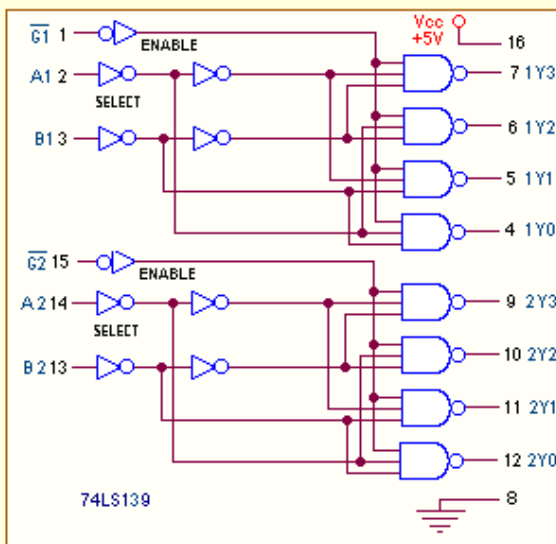 Vcc
+5V
16
G1 1
ENABLE
A1 2
SELECT
7 1Y3
B1 3
6 1Y2
5 1Y1
4 1Y0
G2 15
ENABLE
A2 14
SELECT
9 2Y3
B2 13
10 2Y2
11 2Y1
12 2Y0
74LS139
8